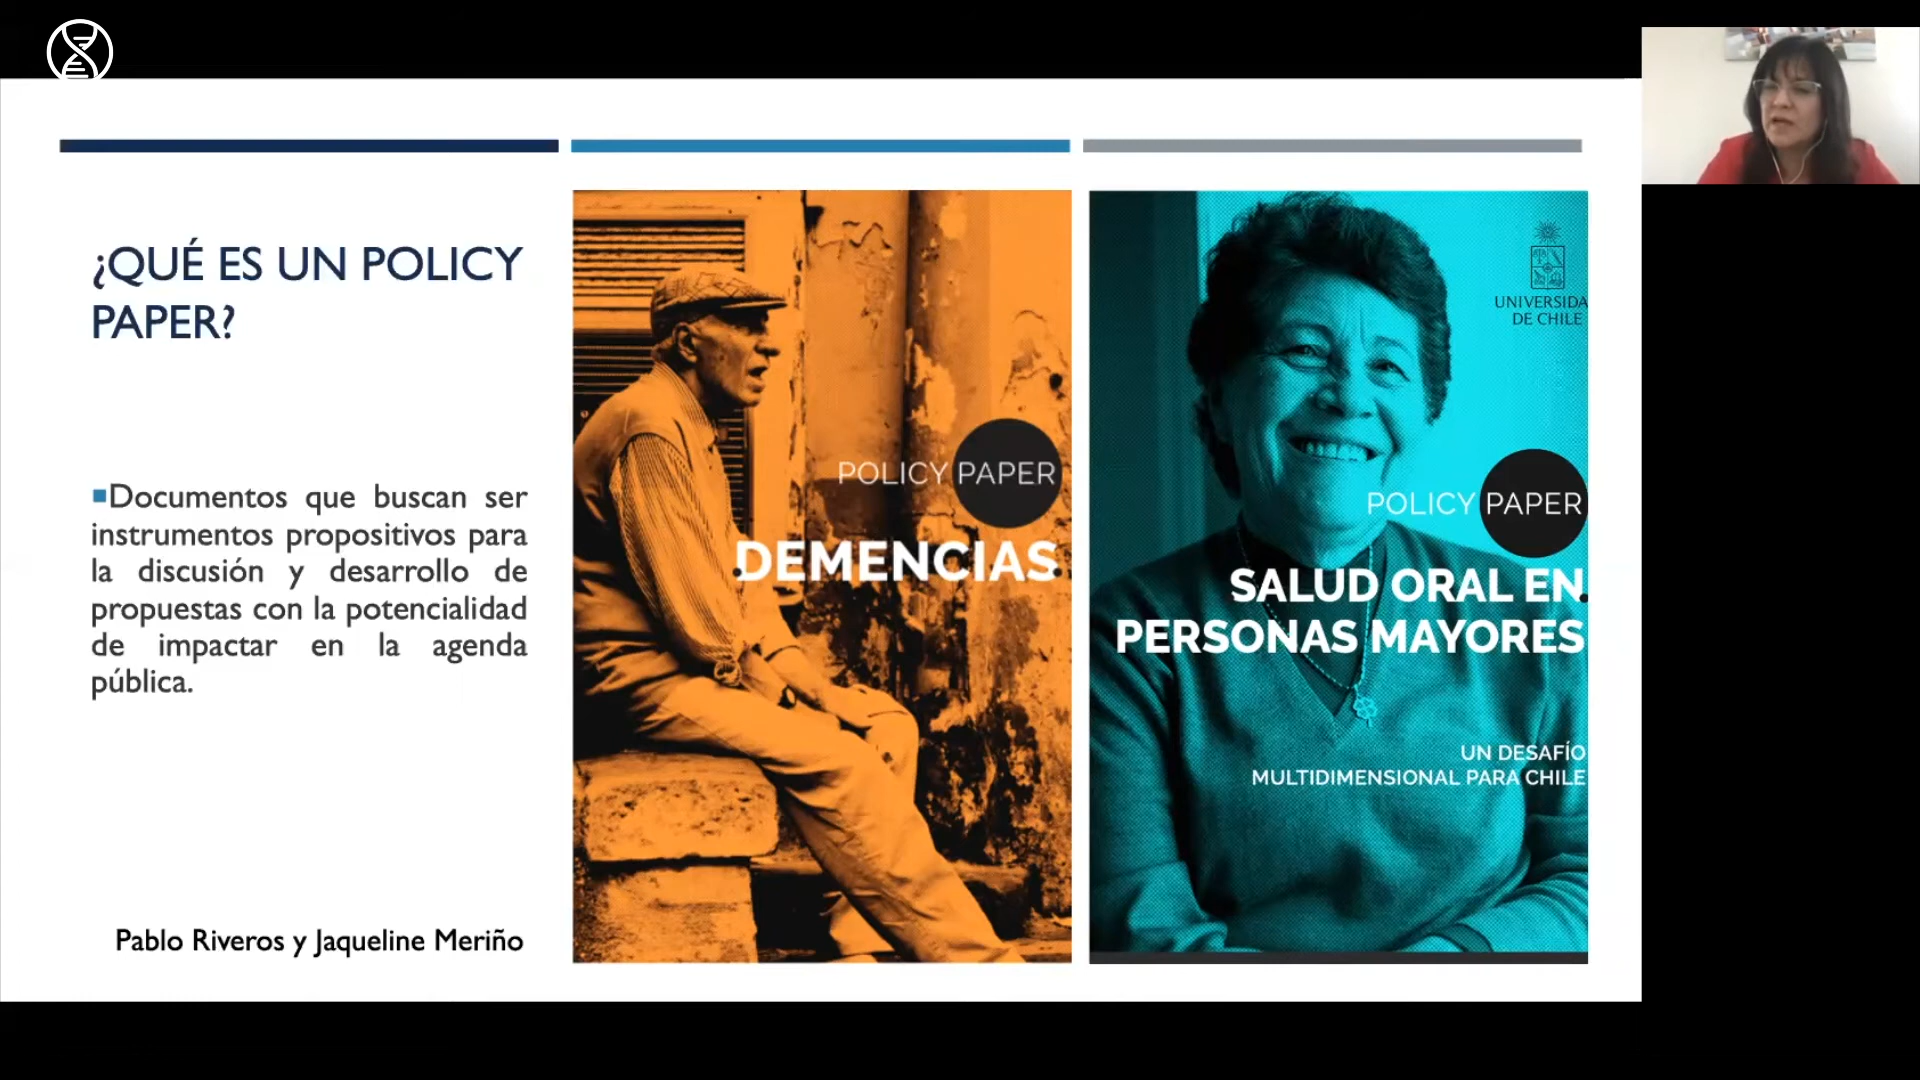 ¿QUÉ ES UN POLICY
PAPER?
Documentos que buscan ser
instrumentos propositivos para
la discusión y desarrollo de
propuestas con la potencialidad
de impactar en la agenda
pública.
Pablo Riveros y Jaqueline Meriño
POLICY PAPER
DEMENCIAS
UNIVERSIDA
DE CHILE
POLICY PAPER
SALUD ORAL EN
PERSONAS MAYORES
UN DESAFÍO
MULTIDIMENSIONAL PARA CHILE